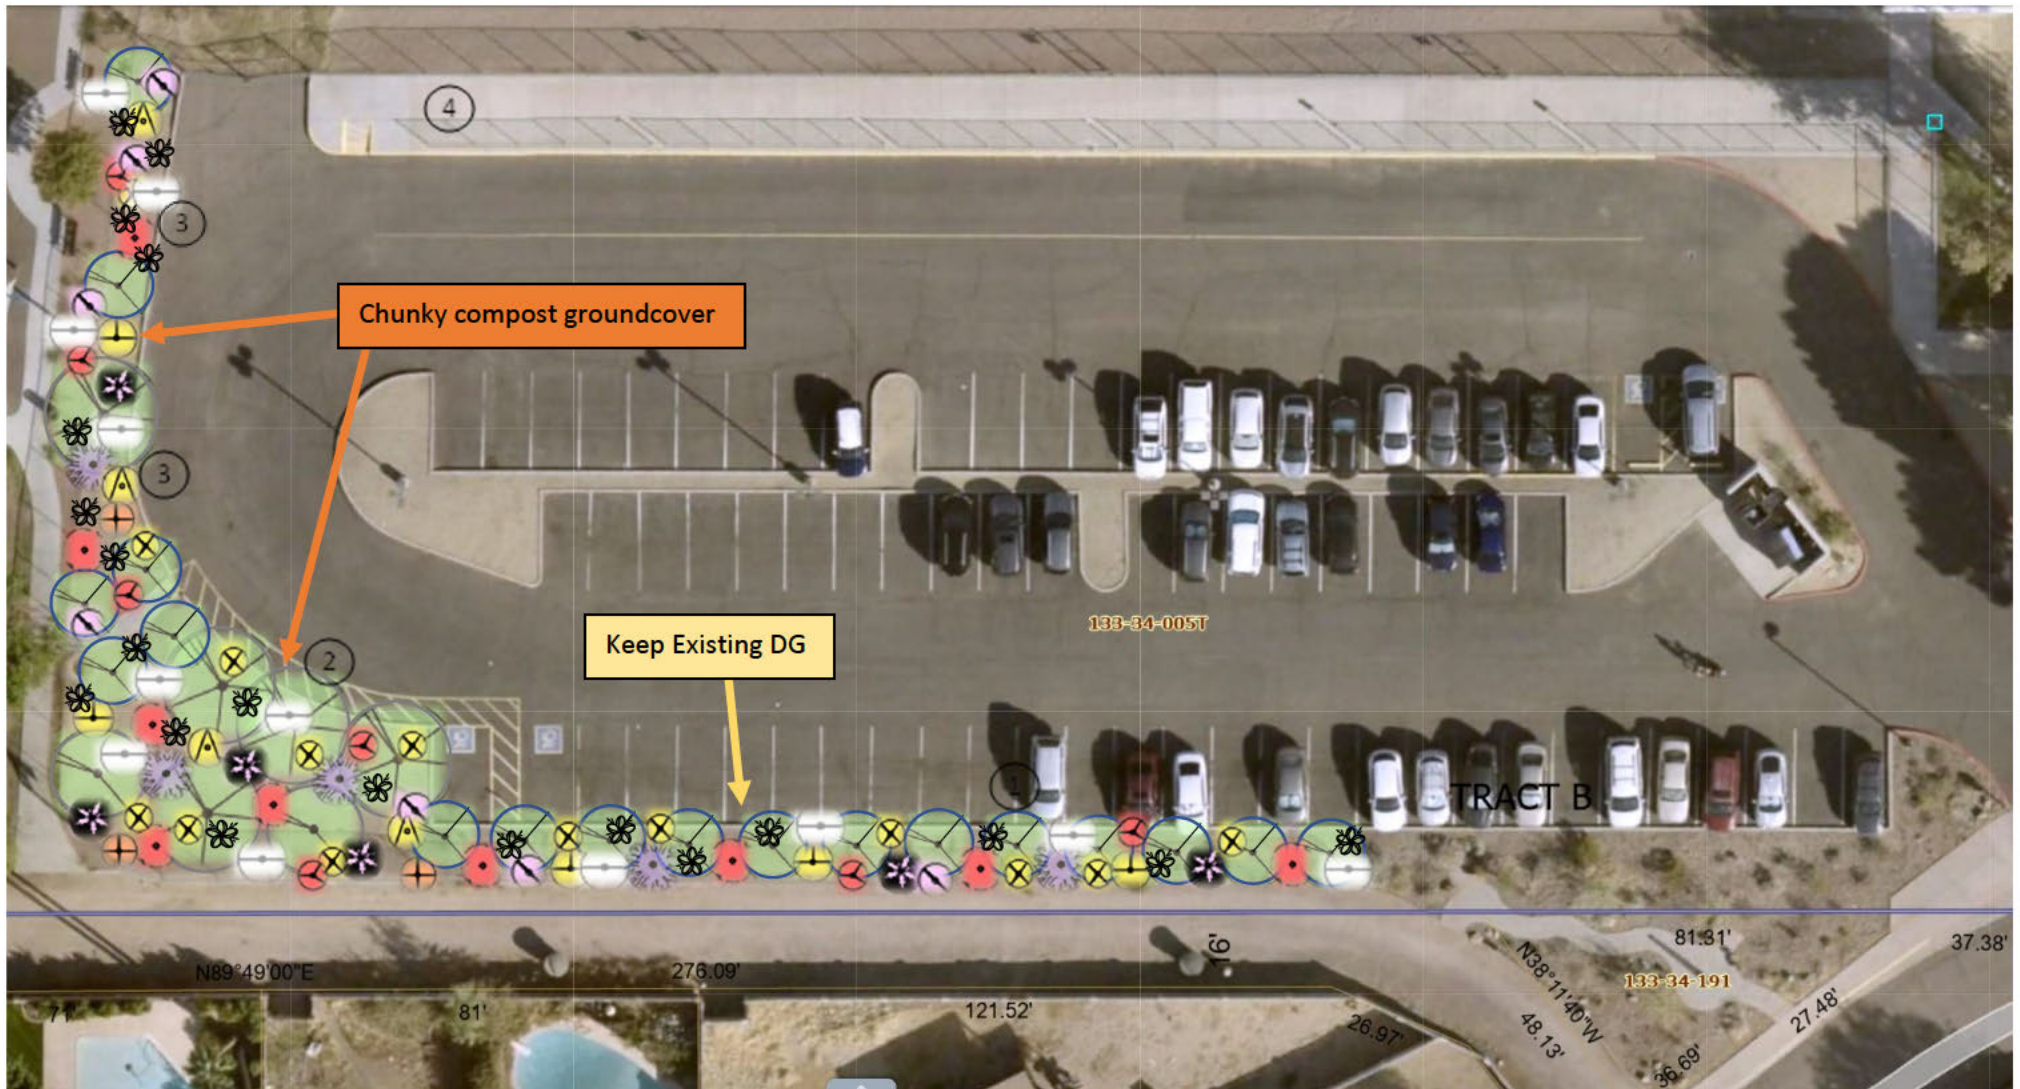 4
3
Chunky compost groundcover
3
133-34-005T
Keep Existing DG
2
1
TRACT B
16'
81.31'
37.38'
N89°49'00"E
276.09'
N38°11'40"W
133-34-191
71'
81'
121.52'
26.97'
48.13'
27.48'
36.69'